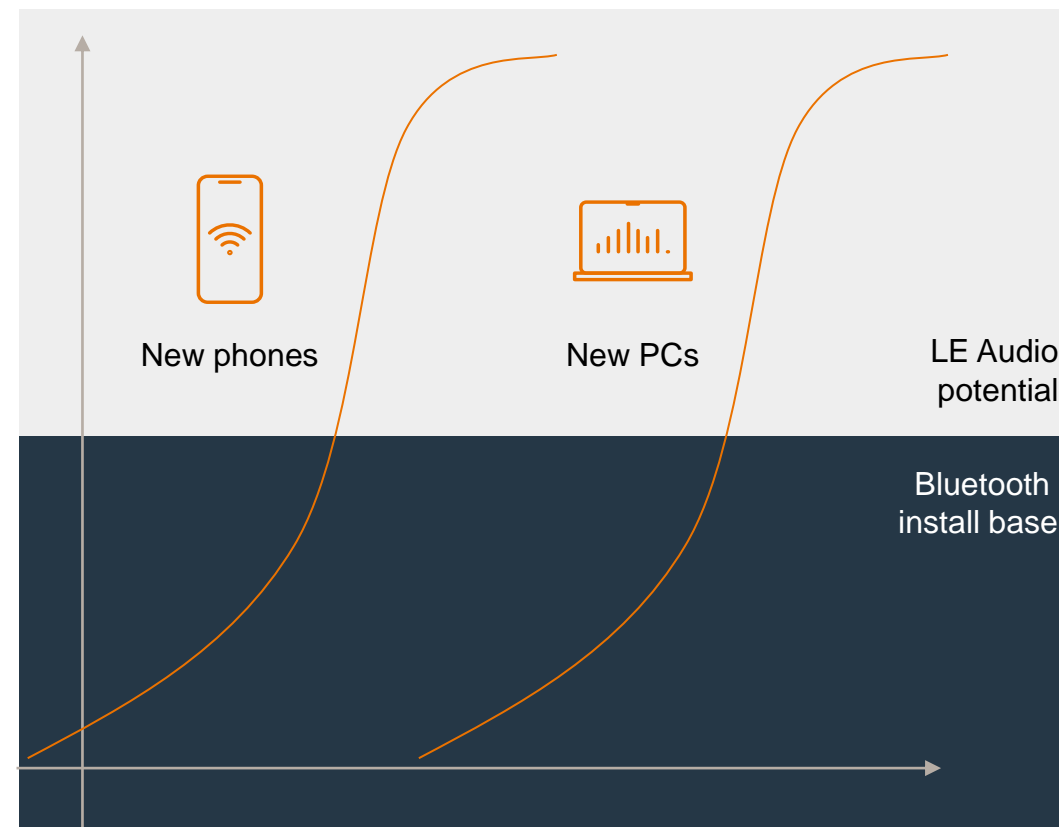 New phones
New PCs
LE Audio
potential
Bluetooth
install base